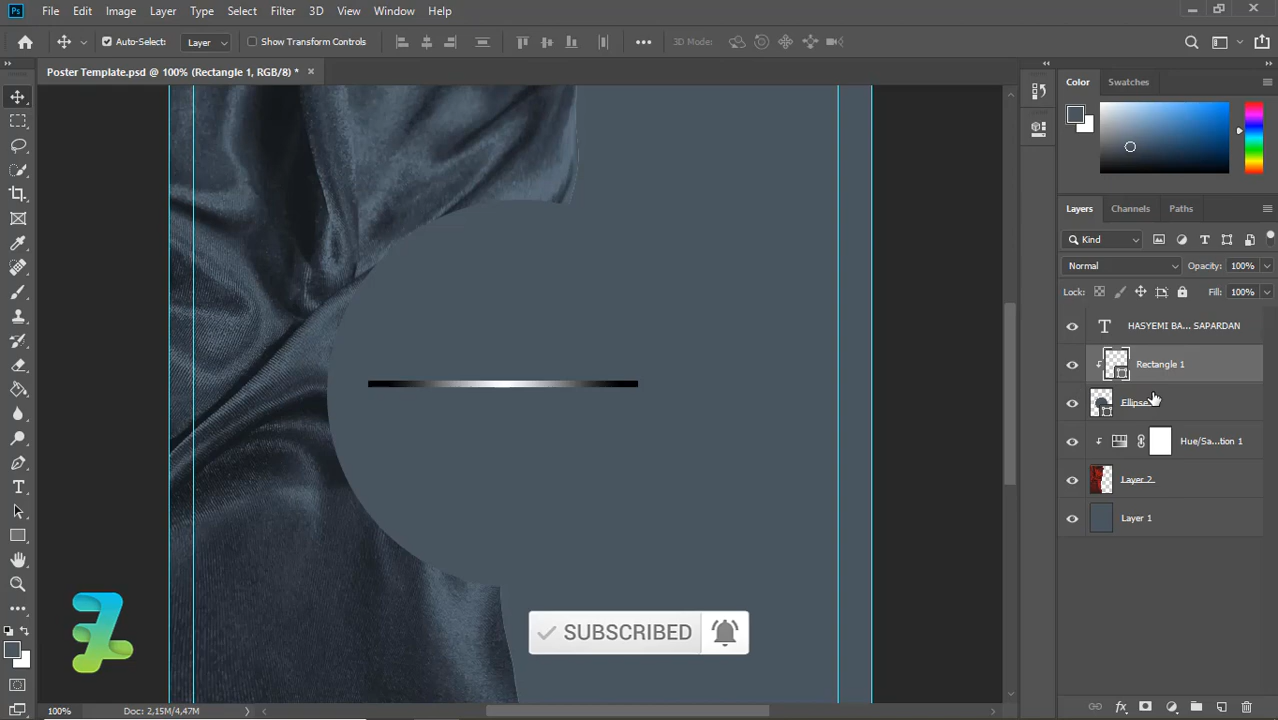 Ps File Edit Image Layer Type Select Filter 3D View Window Help
Auto-Select: Layer Show Transform Controls 3D Mode:
Poster Template.psd @ 100% (Rectangle 1, RGB/8) *
Color Swatches
Layers Channels Paths
Kind
Normal Opacity: 100%
Lock: Fill: 100%
HASYEMI BA... SAPARDAN
Rectangle 1
Ellipse
Hue/Sa...tion 1
Layer 2
Layer 1
SUBSCRIBED
100% Doc: 2,15M/4,47M